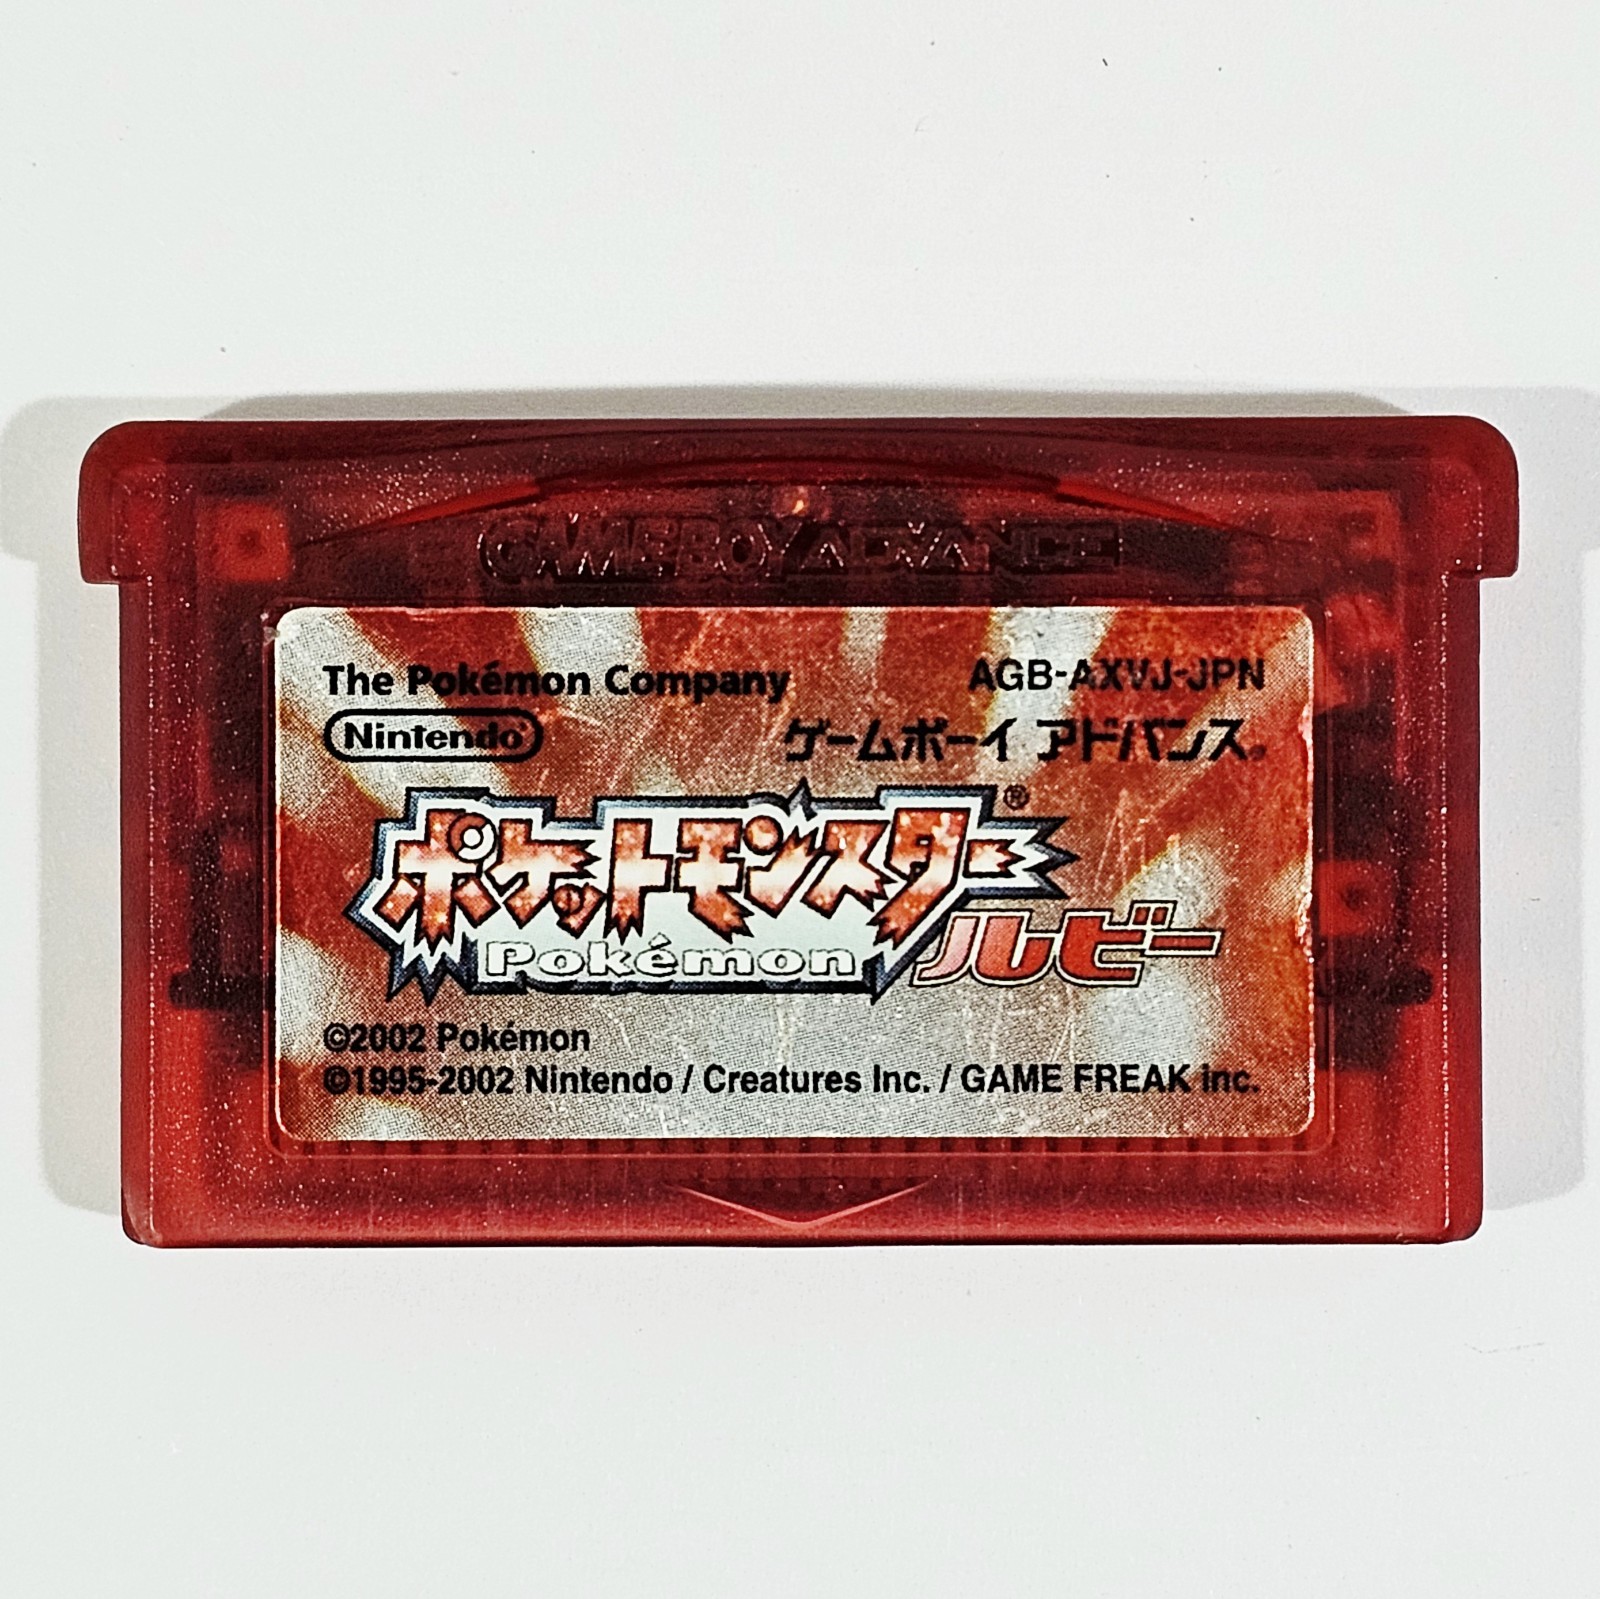 GAME BOY ADVANCE
The Pokémon Company
AGB-AXVJ-JPN
Nintendo®
ゲームボーイ アドバンス®
ポケットモンスター®
Pokémon
ルビー
©2002 Pokémon
©1995-2002 Nintendo / Creatures Inc. / GAME FREAK inc.